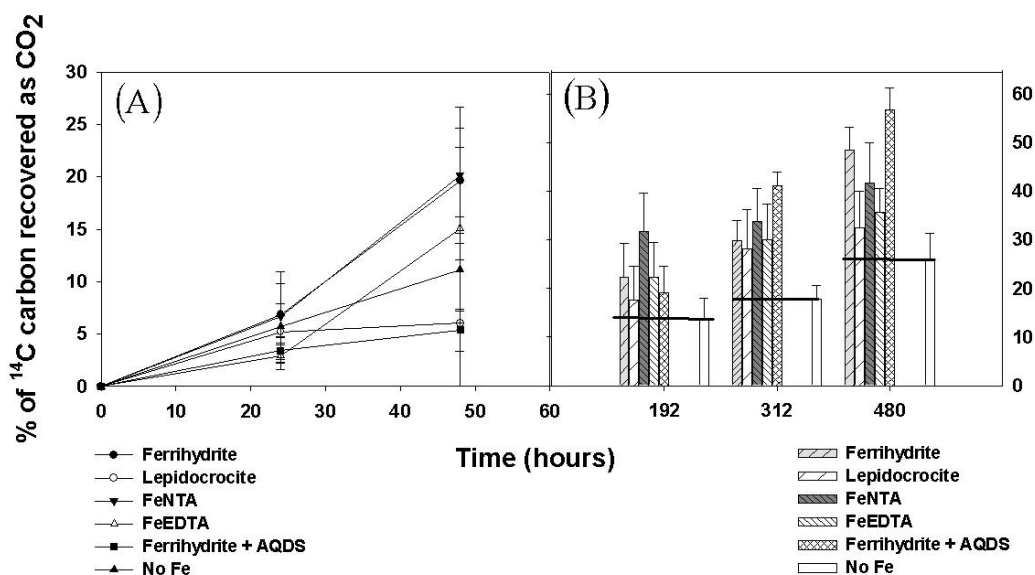 % of ¹⁴C carbon recovered as CO₂
30
25
20
15
10
5
0
(A)
0 10 20 30 40 50 60
(B)
60
50
40
30
20
10
0
192 312 480
Time (hours)
Ferrihydrite
Lepidocrocite
FeNTA
FeEDTA
Ferrihydrite + AQDS
No Fe
Ferrihydrite
Lepidocrocite
FeNTA
FeEDTA
Ferrihydrite + AQDS
No Fe